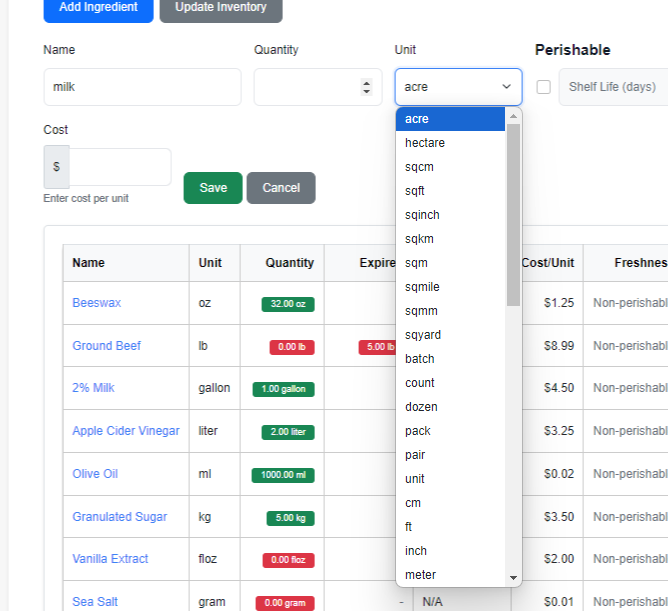 Add Ingredient Update Inventory
Name Quantity Unit Perishable
milk acre Shelf Life (days)
Cost
$
Enter cost per unit
Save Cancel
acre
hectare
sqcm
sqft
sqinch
sqkm
sqm
sqmile
sqmm
sqyard
batch
count
dozen
pack
pair
unit
cm
ft
inch
meter
Name Unit Quantity Expire Cost/Unit Freshnes
Beeswax oz 32.00 oz $1.25 Non-perishabl
Ground Beef lb 0.00 lb 5.00 lb $8.99 Non-perishabl
2% Milk gallon 1.00 gallon $4.50 Non-perishabl
Apple Cider Vinegar liter 2.00 liter $3.25 Non-perishabl
Olive Oil ml 1000.00 ml $0.02 Non-perishabl
Granulated Sugar kg 5.00 kg $3.50 Non-perishabl
Vanilla Extract floz 0.00 floz $2.00 Non-perishabl
Sea Salt gram 0.00 gram - N/A $0.01 Non-perishabl